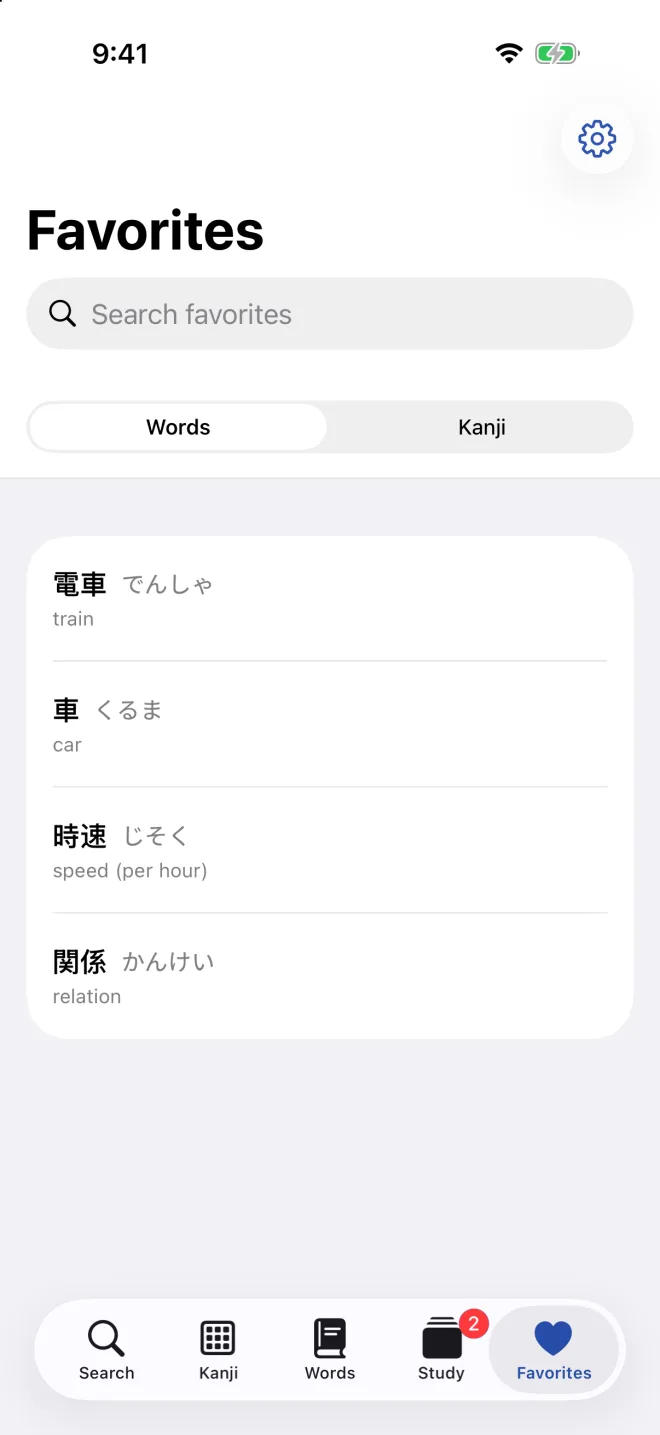 9:41
Favorites
Search favorites
Words Kanji
電車 でんしゃ
train
車 くるま
car
時速 じそく
speed (per hour)
関係 かんけい
relation
2
Search Kanji Words Study Favorites